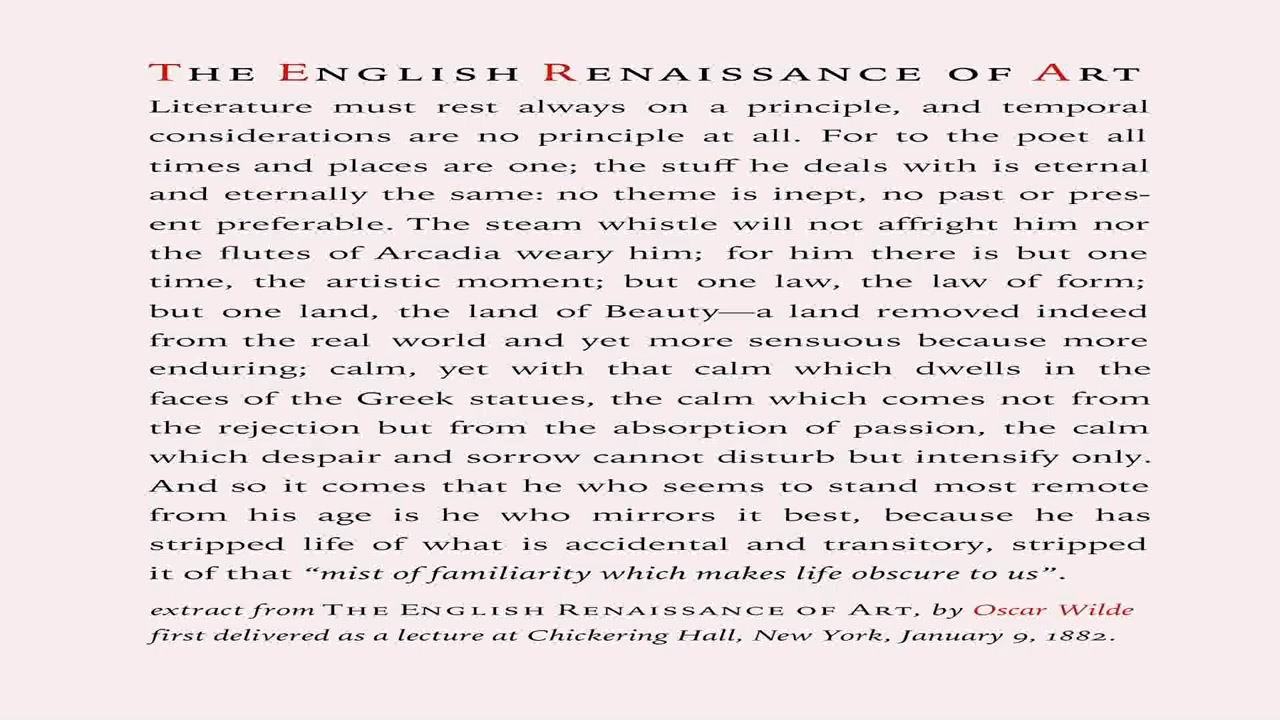 THE ENGLISH RENAISSANCE OF ART
Literature must rest always on a principle, and temporal
considerations are no principle at all. For to the poet all
times and places are one; the stuff he deals with is eternal
and eternally the same: no theme is inept, no past or pres-
ent preferable. The steam whistle will not affright him nor
the flutes of Arcadia weary him; for him there is but one
time, the artistic moment; but one law, the law of form;
but one land, the land of Beauty—a land removed indeed
from the real world and yet more sensuous because more
enduring; calm, yet with that calm which dwells in the
faces of the Greek statues, the calm which comes not from
the rejection but from the absorption of passion, the calm
which despair and sorrow cannot disturb but intensify only.
And so it comes that he who seems to stand most remote
from his age is he who mirrors it best, because he has
stripped life of what is accidental and transitory, stripped
it of that “mist of familiarity which makes life obscure to us”.
extract from THE ENGLISH RENAISSANCE OF ART, by Oscar Wilde
first delivered as a lecture at Chickering Hall, New York, January 9, 1882.